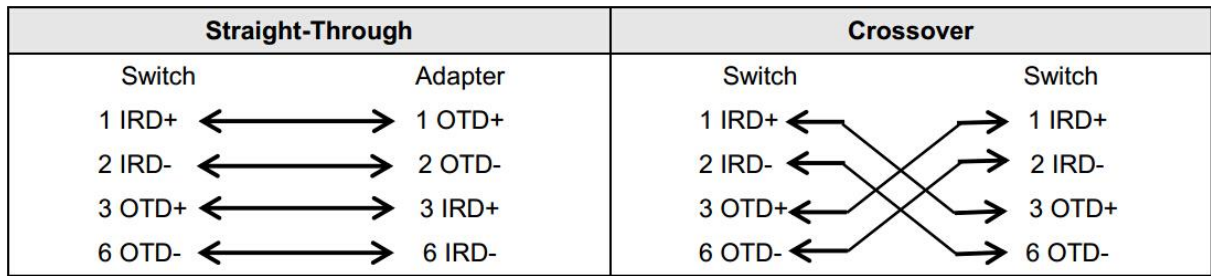 Straight-Through Crossover
Switch Adapter Switch Switch
1 IRD+ 1 OTD+ 1 IRD+ 1 IRD+
2 IRD- 2 OTD- 2 IRD- 2 IRD-
3 OTD+ 3 IRD+ 3 OTD+ 3 OTD+
6 OTD- 6 IRD- 6 OTD- 6 OTD-